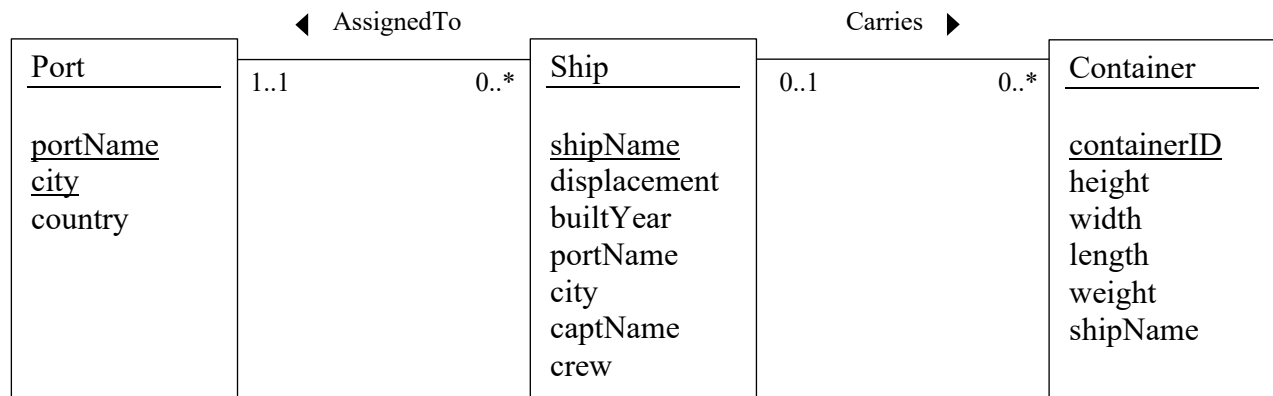 ◀ AssignedTo
Carries ▶
Port
1..1
0..*
Ship
0..1
0..*
Container
portName
city
country
shipName
displacement
builtYear
portName
city
captName
crew
containerID
height
width
length
weight
shipName